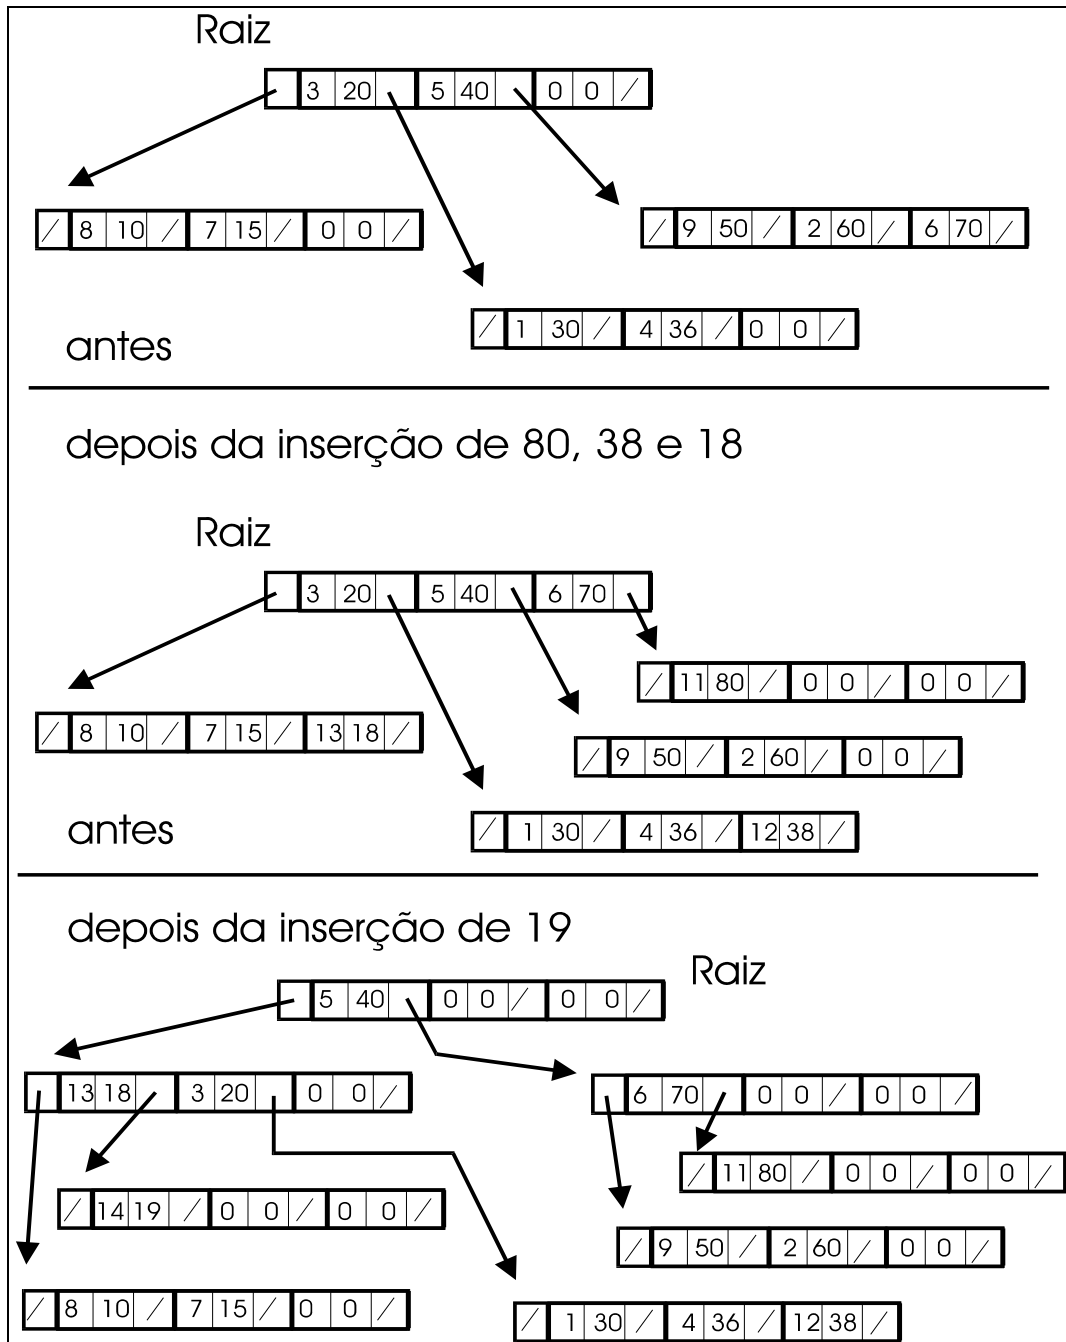 Raiz
3 20 5 40 0 0 /
/ 8 10 / 7 15 / 0 0 /
/ 9 50 / 2 60 / 6 70 /
/ 1 30 / 4 36 / 0 0 /
antes
depois da inserção de 80, 38 e 18
Raiz
3 20 5 40 6 70
/ 11 80 / 0 0 / 0 0 /
/ 8 10 / 7 15 / 13 18 /
/ 9 50 / 2 60 / 0 0 /
/ 1 30 / 4 36 / 12 38 /
antes
depois da inserção de 19
Raiz
5 40 0 0 / 0 0 /
13 18 3 20 0 0 /
6 70 0 0 / 0 0 /
/ 11 80 / 0 0 / 0 0 /
/ 14 19 / 0 0 / 0 0 /
/ 9 50 / 2 60 / 0 0 /
/ 8 10 / 7 15 / 0 0 /
/ 1 30 / 4 36 / 12 38 /